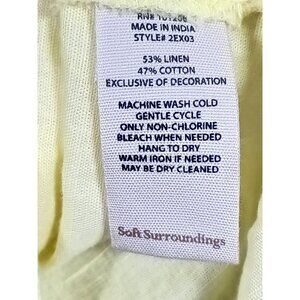 RN# 101206
MADE IN INDIA
STYLE# 2EX03
53% LINEN
47% COTTON
EXCLUSIVE OF DECORATION
MACHINE WASH COLD
GENTLE CYCLE
ONLY NON-CHLORINE
BLEACH WHEN NEEDED
HANG TO DRY
WARM IRON IF NEEDED
MAY BE DRY CLEANED
Soft Surroundings